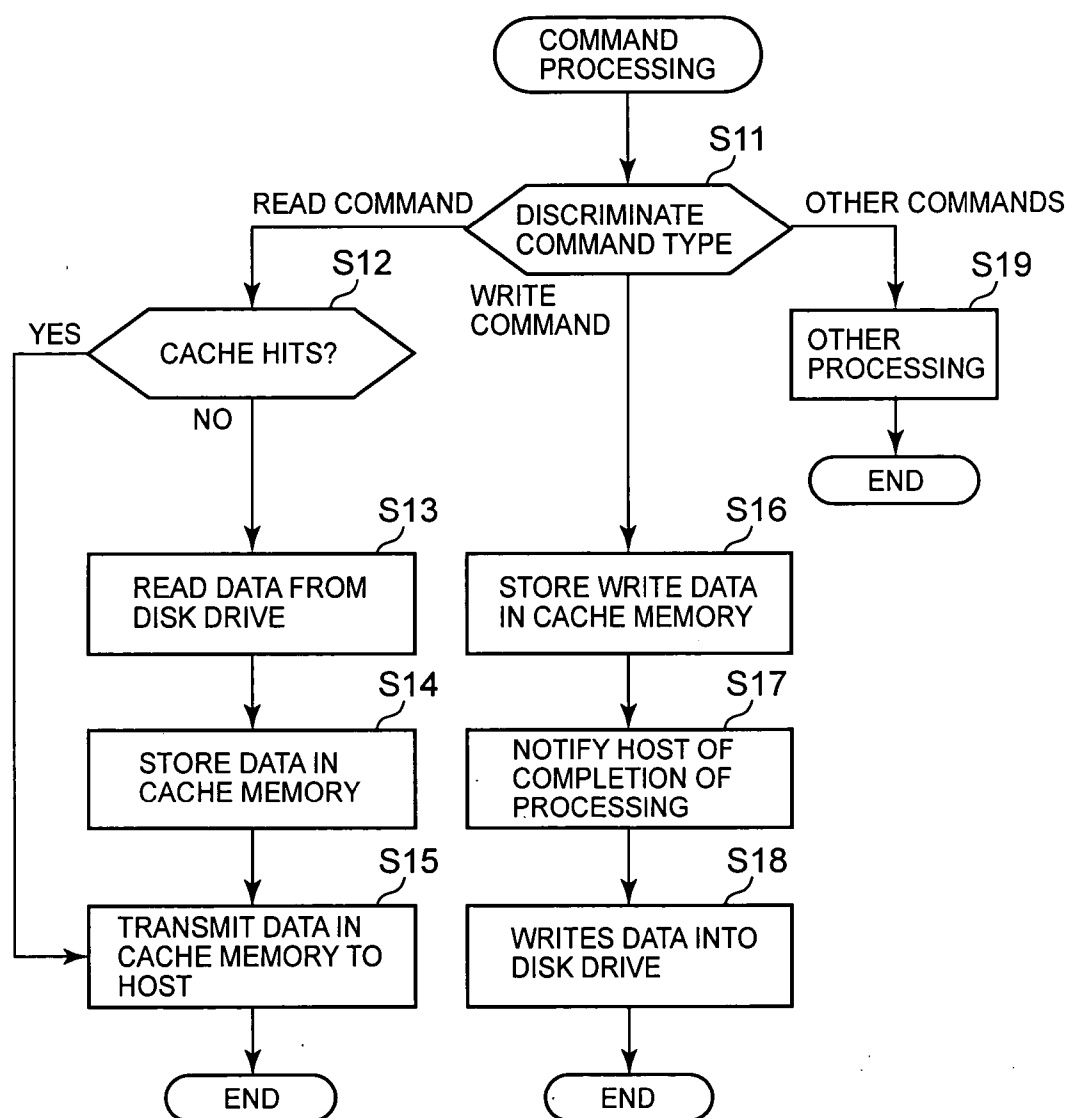 COMMAND
PROCESSING
S11
READ COMMAND
DISCRIMINATE
COMMAND TYPE
OTHER COMMANDS
S12
WRITE
COMMAND
S19
YES
CACHE HITS?
OTHER
PROCESSING
NO
END
S13
S16
READ DATA FROM
DISK DRIVE
STORE WRITE DATA
IN CACHE MEMORY
S14
S17
STORE DATA IN
CACHE MEMORY
NOTIFY HOST OF
COMPLETION OF
PROCESSING
S15
S18
TRANSMIT DATA IN
CACHE MEMORY TO
HOST
WRITES DATA INTO
DISK DRIVE
END
END